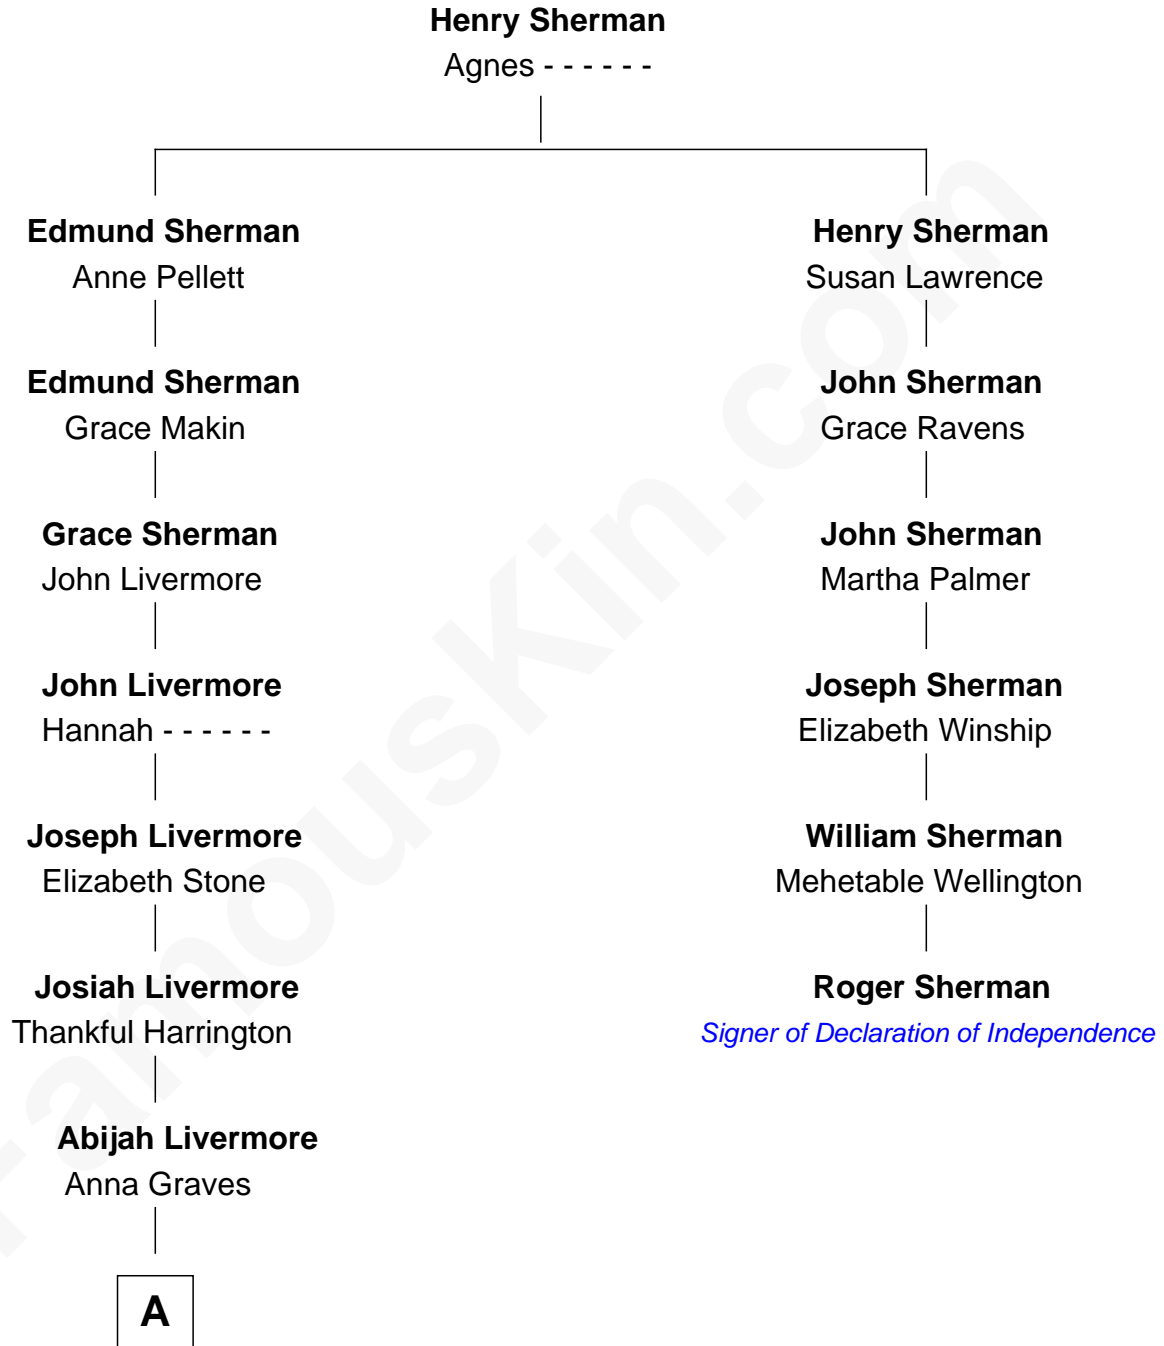 Henry Sherman
Agnes - - - - - -
Edmund Sherman
Anne Pellett
Henry Sherman
Susan Lawrence
Edmund Sherman
Grace Makin
John Sherman
Grace Ravens
Grace Sherman
John Livermore
John Sherman
Martha Palmer
John Livermore
Hannah - - - - - -
Joseph Sherman
Elizabeth Winship
Joseph Livermore
Elizabeth Stone
William Sherman
Mehetable Wellington
Josiah Livermore
Thankful Harrington
Roger Sherman
Signer of Declaration of Independence
Abijah Livermore
Anna Graves
A
FamousKin.com